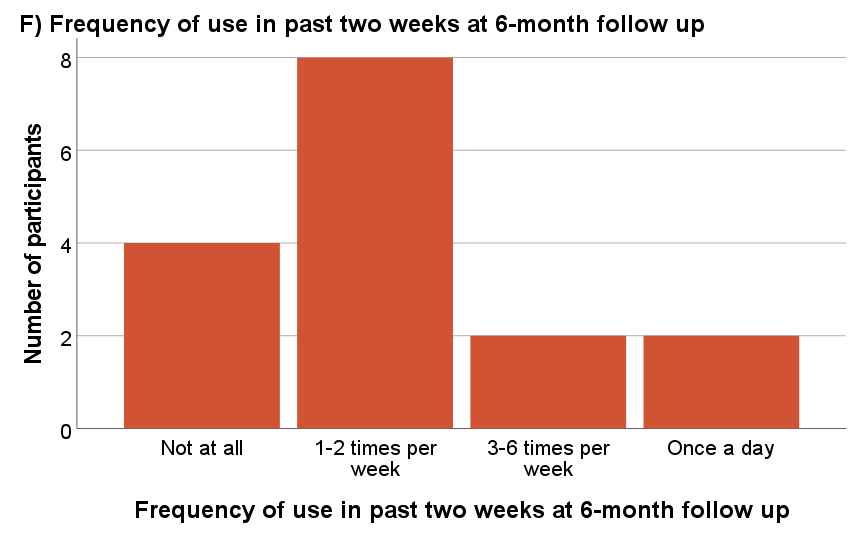 F) Frequency of use in past two weeks at 6-month follow up
Number of participants
8
6
4
2
0
Not at all
1-2 times per
week
3-6 times per
week
Once a day
Frequency of use in past two weeks at 6-month follow up